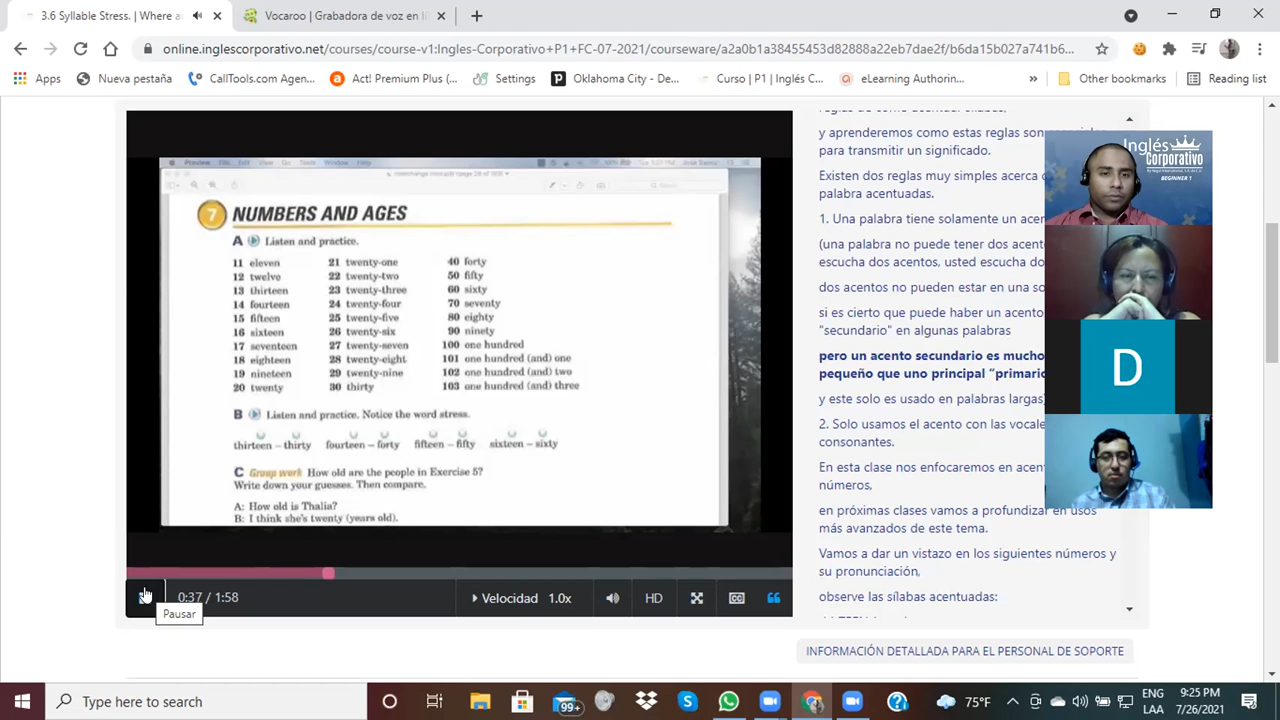 3.6 Syllable Stress. | Where a
Vocaroo | Grabadora de voz en lí
online.inglescorporativo.net/courses/course-v1:Ingles-Corporativo+P1+FC-07-2021/courseware/a2a0b1a38455453d82888a22eb7dae2f/b6da15b027a741b6...
Apps
Nueva pestaña
CallTools.com Agen...
Act! Premium Plus (...
Settings
Oklahoma City - De...
Curso | P1 | Inglés C...
eLearning Authorin...
»
Other bookmarks
Reading list
7 NUMBERS AND AGES
A Listen and practice.
11 eleven 21 twenty-one 40 forty
12 twelve 22 twenty-two 50 fifty
13 thirteen 23 twenty-three 60 sixty
14 fourteen 24 twenty-four 70 seventy
15 fifteen 25 twenty-five 80 eighty
16 sixteen 26 twenty-six 90 ninety
17 seventeen 27 twenty-seven 100 one hundred
18 eighteen 28 twenty-eight 101 one hundred (and) one
19 nineteen 29 twenty-nine 102 one hundred (and) two
20 twenty 30 thirty 103 one hundred (and) three
B Listen and practice. Notice the word stress.
thirteen – thirty fourteen – forty fifteen – fifty sixteen – sixty
C Group work How old are the people in Exercise 5?
Write down your guesses. Then compare.
A: How old is Thalia?
B: I think she's twenty (years old).
0:37 / 1:58
Velocidad 1.0x
HD
Pausar
y aprenderemos como estas reglas son
para transmitir un significado.
Existen dos reglas muy simples acerca
palabra acentuadas.
1. Una palabra tiene solamente un ace
(una palabra no puede tener dos acento
escucha dos acentos, usted escucha do
dos acentos no pueden estar en una so
si es cierto que puede haber un acento
"secundario" en algunas palabras
pero un acento secundario es mucho
pequeño que uno principal "primario
y este solo es usado en palabras largas)
2. Solo usamos el acento con las vocale
consonantes.
En esta clase nos enfocaremos en acen
números,
en próximas clases vamos a profundizar en usos
más avanzados de este tema.
Vamos a dar un vistazo en los siguientes números y
su pronunciación,
observe las sílabas acentuadas:
Inglés
Corporativo
BEGINNER 1
D
INFORMACIÓN DETALLADA PARA EL PERSONAL DE SOPORTE
Type here to search
99+
75°F
ENG
LAA
9:25 PM
7/26/2021